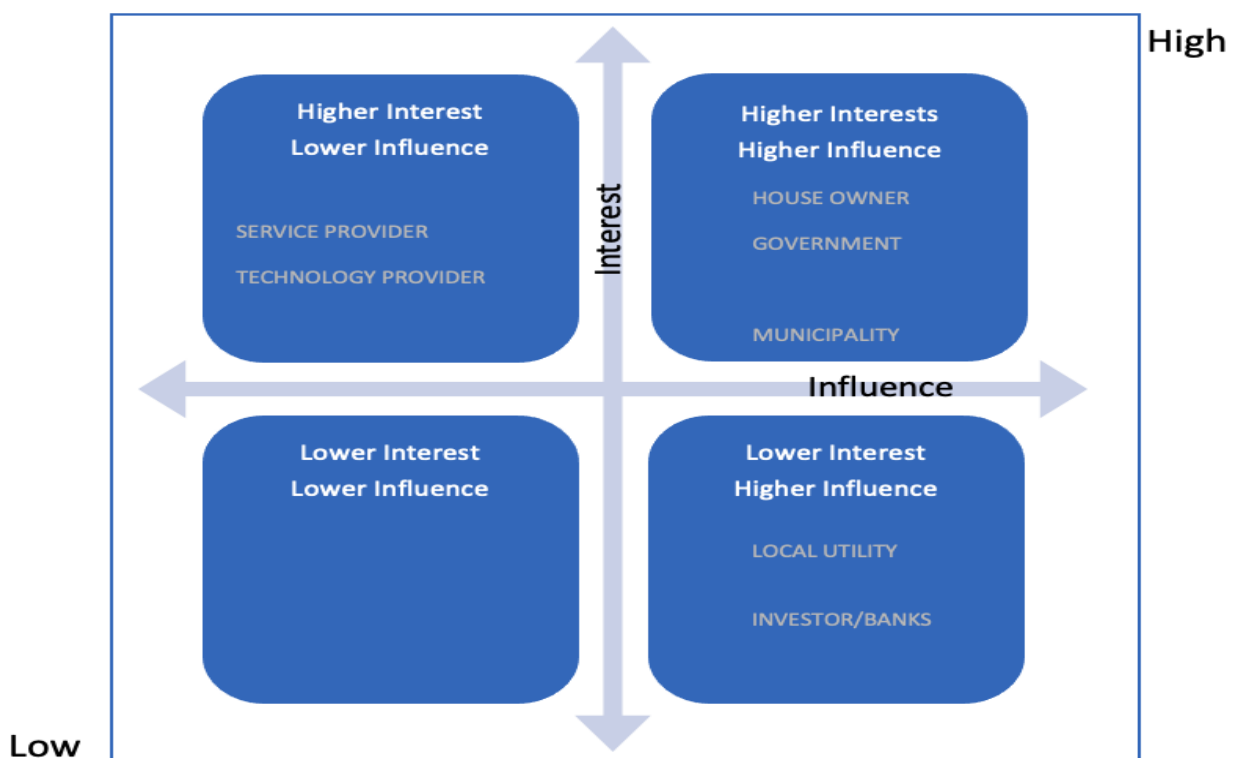 High
Higher Interest
Lower Influence
SERVICE PROVIDER
TECHNOLOGY PROVIDER
Interest
Higher Interests
Higher Influence
HOUSE OWNER
GOVERNMENT
MUNICIPALITY
Influence
Lower Interest
Lower Influence
Lower Interest
Higher Influence
LOCAL UTILITY
INVESTOR/BANKS
Low